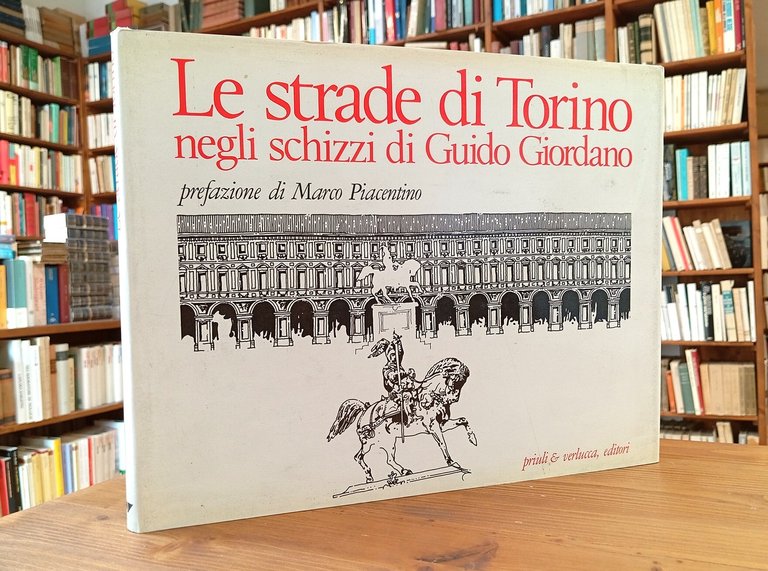 Le strade di Torino
negli schizzi di Guido Giordano
prefazione di Marco Piacentino
priuli & verlucca, editori